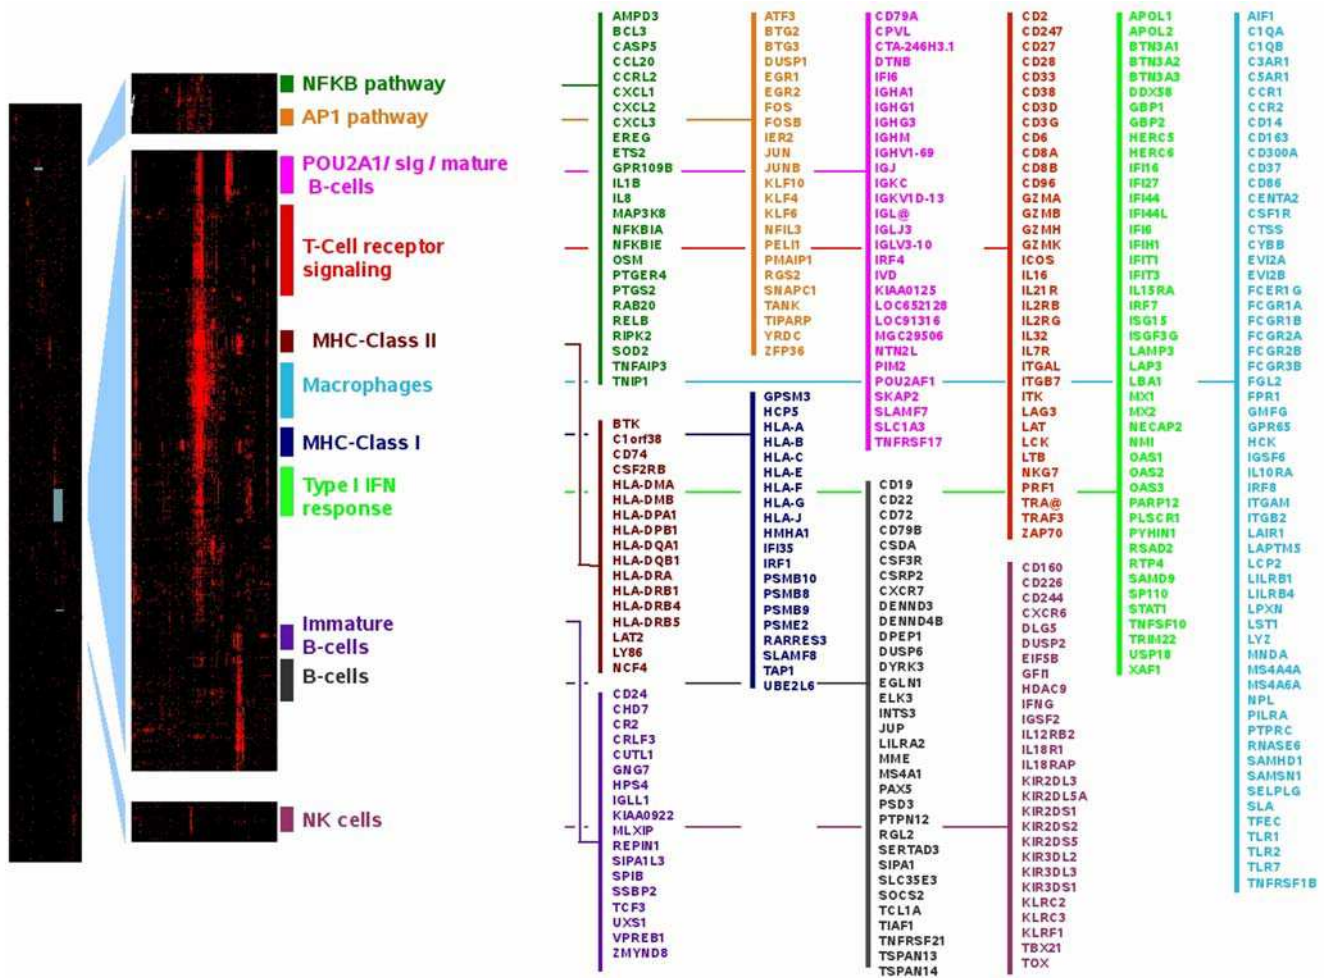 NFKB pathway
AP1 pathway
POU2A1/ sIg / mature
B-cells
T-Cell receptor
signaling
MHC-Class II
Macrophages
MHC-Class I
Type I IFN
response
Immature
B-cells
B-cells
NK cells
AMPD3
BCL3
CASP5
CCL20
CCRL2
CXCL1
CXCL2
CXCL3
EREG
ETS2
GPR109B
IL1B
IL8
MAP3K8
NFKBIA
NFKBIE
OSM
PTGER4
PTGS2
RAB20
RELB
RIPK2
SOD2
TNFAIP3
TNIP1
BTK
C1orf38
CD74
CSF2RB
HLA-DMA
HLA-DMB
HLA-DPA1
HLA-DPB1
HLA-DQA1
HLA-DQB1
HLA-DRA
HLA-DRB1
HLA-DRB4
HLA-DRB5
LAT2
LY86
NCF4
CD24
CHD7
CR2
CRLF3
CUTL1
GNG7
HPS4
IGLL1
KIAA0922
MLXIP
REPIN1
SIPA1L3
SPIB
SSBP2
TCF3
UXS1
VPREB1
ZMYND8
ATF3
BTG2
BTG3
DUSP1
EGR1
EGR2
FOS
FOSB
IER2
JUN
JUNB
KLF10
KLF4
KLF6
NFIL3
PELI1
PMAIP1
RGS2
SNAPC1
TANK
TIPARP
YRDC
ZFP36
GPSM3
HCP5
HLA-A
HLA-B
HLA-C
HLA-E
HLA-F
HLA-G
HLA-J
HMHA1
IFI35
IRF1
PSMB10
PSMB8
PSMB9
PSME2
RARRES3
SLAMF8
TAP1
UBE2L6
CD79A
CPVL
CTA-246H3.1
DTNB
IFI6
IGHA1
IGHG1
IGHG3
IGHM
IGHV1-69
IGJ
IGKC
IGKV1D-13
IGL@
IGLJ3
IGLV3-10
IRF4
IVD
KIAA0125
LOC652128
LOC91316
MGC29506
NTN2L
PIM2
POU2AF1
SKAP2
SLAMF7
SLC1A3
TNFRSF17
CD19
CD22
CD72
CD79B
CSDA
CSF3R
CSRP2
CXCR7
DENND3
DENND4B
DPEP1
DUSP6
DYRK3
EGLN1
ELK3
INTS3
JUP
LILRA2
MME
MS4A1
PAX5
PSD3
PTPN12
RGL2
SERTAD3
SIPA1
SLC35E3
SOCS2
TCL1A
TIAF1
TNFRSF21
TSPAN13
TSPAN14
CD2
CD247
CD27
CD28
CD33
CD38
CD3D
CD3G
CD6
CD8A
CD8B
CD96
GZMA
GZMB
GZMH
GZMK
ICOS
IL16
IL21R
IL2RB
IL2RG
IL32
IL7R
ITGAL
ITGB7
ITK
LAG3
LAT
LCK
LTB
NKG7
PRF1
TRA@
TRAF3
ZAP70
CD160
CD226
CD244
CXCR6
DLG5
DUSP2
EIF5B
GFI1
HDAC9
IFNG
IGSF2
IL12RB2
IL18R1
IL18RAP
KIR2DL3
KIR2DL5A
KIR2DS1
KIR2DS2
KIR2DS5
KIR3DL2
KIR3DL3
KIR3DS1
KLRC2
KLRC3
KLRF1
TBX21
TOX
APOL1
APOL2
BTN3A1
BTN3A2
BTN3A3
DDX58
GBP1
GBP2
HERC5
HERC6
IFI16
IFI27
IFI44
IFI44L
IFI6
IFIH1
IFIT1
IFIT3
IL15RA
IRF7
ISG15
ISGF3G
LAMP3
LAP3
LBA1
MX1
MX2
NECAP2
NMI
OAS1
OAS2
OAS3
PARP12
PLSCR1
PYHIN1
RSAD2
RTP4
SAMD9
SP110
STAT1
TNFSF10
TRIM22
USP18
XAF1
AIF1
C1QA
C1QB
C3AR1
C5AR1
CCR1
CCR2
CD14
CD163
CD300A
CD37
CD86
CENTA2
CSF1R
CTSS
CYBB
EVI2A
EVI2B
FCER1G
FCGR1A
FCGR1B
FCGR2A
FCGR2B
FCGR3B
FGL2
FPR1
GMFG
GPR65
HCK
IGSF6
IL10RA
IRF8
ITGAM
ITGB2
LAIR1
LAPTM5
LCP2
LILRB1
LILRB4
LPXN
LST1
LYZ
MNDA
MS4A4A
MS4A6A
NPL
PILRA
PTPRC
RNASE6
SAMHD1
SAMSN1
SELPLG
SLA
TFEC
TLR1
TLR2
TLR7
TNFRSF1B